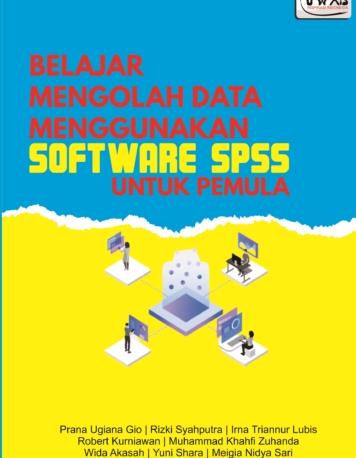 BELAJAR
MENGOLAH DATA
MENGGUNAKAN
SOFTWARE SPSS
UNTUK PEMULA
Prana Ugiana Gio | Rizki Syahputra | Irna Triannur Lubis
Robert Kurniawan | Muhammad Khahfi Zuhanda
Wida Akasah | Yuni Shara | Meigia Nidya Sari